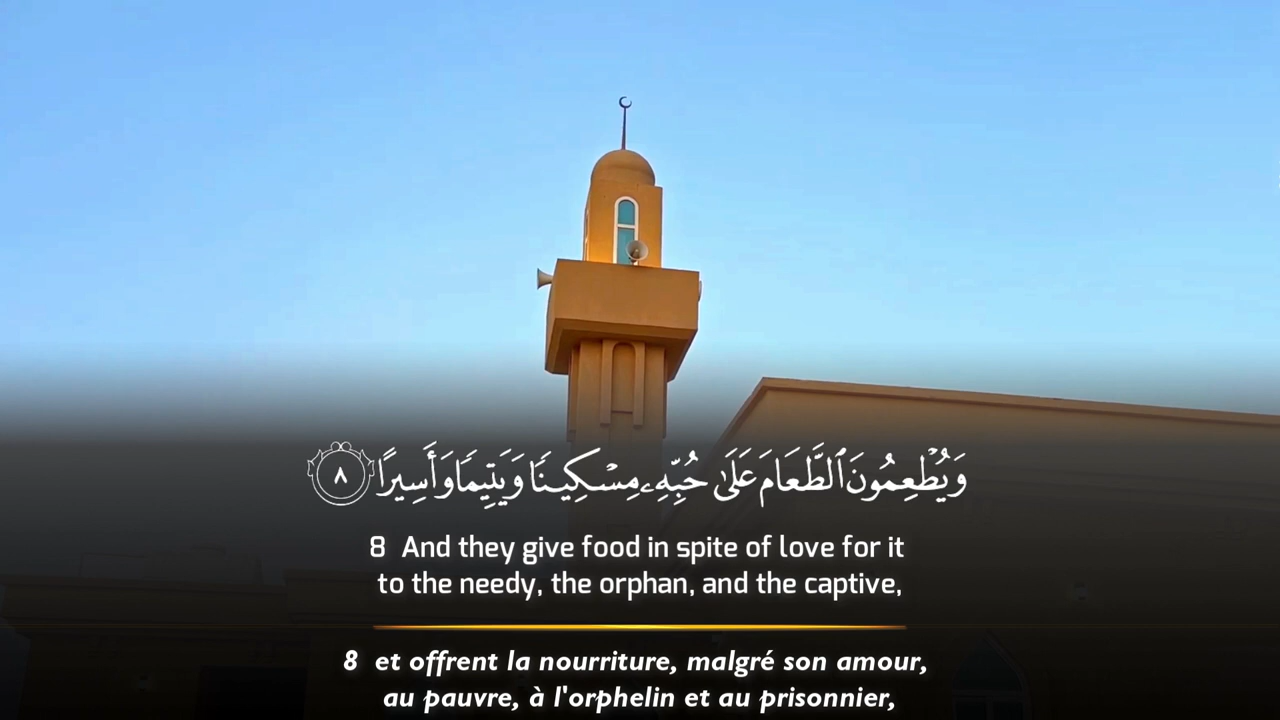 وَيُطْعِمُونَ ٱلطَّعَامَ عَلَىٰ حُبِّهِۦ مِسْكِينًا وَيَتِيمًا وَأَسِيرًا ٨
8 And they give food in spite of love for it
to the needy, the orphan, and the captive,
8 et offrent la nourriture, malgré son amour,
au pauvre, à l'orphelin et au prisonnier,